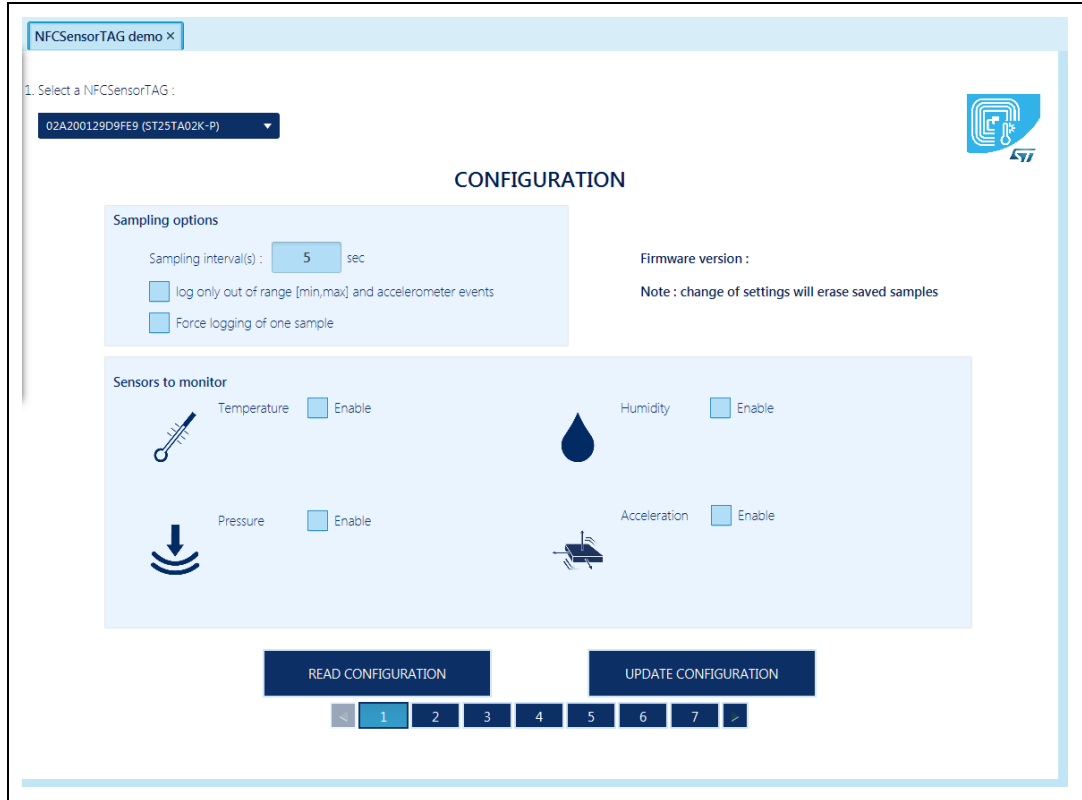 NFCSensorTAG demo ×
1. Select a NFCSensorTAG :
02A200129D9FE9 (ST25TA02K-P)
ST
CONFIGURATION
Sampling options
Sampling interval(s) : 5 sec
log only out of range [min,max] and accelerometer events
Force logging of one sample
Firmware version :
Note : change of settings will erase saved samples
Sensors to monitor
Temperature Enable
Humidity Enable
Pressure Enable
Acceleration Enable
READ CONFIGURATION
UPDATE CONFIGURATION
1 2 3 4 5 6 7